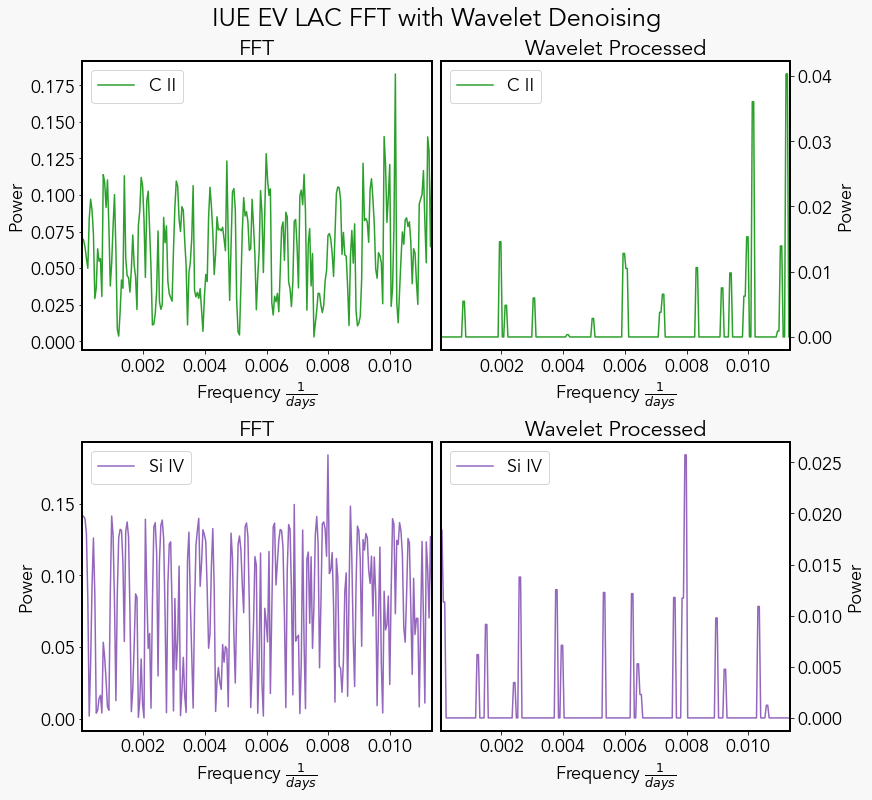 IUE EV LAC FFT with Wavelet Denoising
FFT
Wavelet Processed
C II
C II
0.175
0.150
0.125
0.100
0.075
0.050
0.025
0.000
Power
0.04
0.03
0.02
0.01
0.00
Power
0.002 0.004 0.006 0.008 0.010
0.002 0.004 0.006 0.008 0.010
Frequency 1/days
Frequency 1/days
FFT
Wavelet Processed
Si IV
Si IV
0.15
0.10
0.05
0.00
Power
0.025
0.020
0.015
0.010
0.005
0.000
Power
0.002 0.004 0.006 0.008 0.010
0.002 0.004 0.006 0.008 0.010
Frequency 1/days
Frequency 1/days